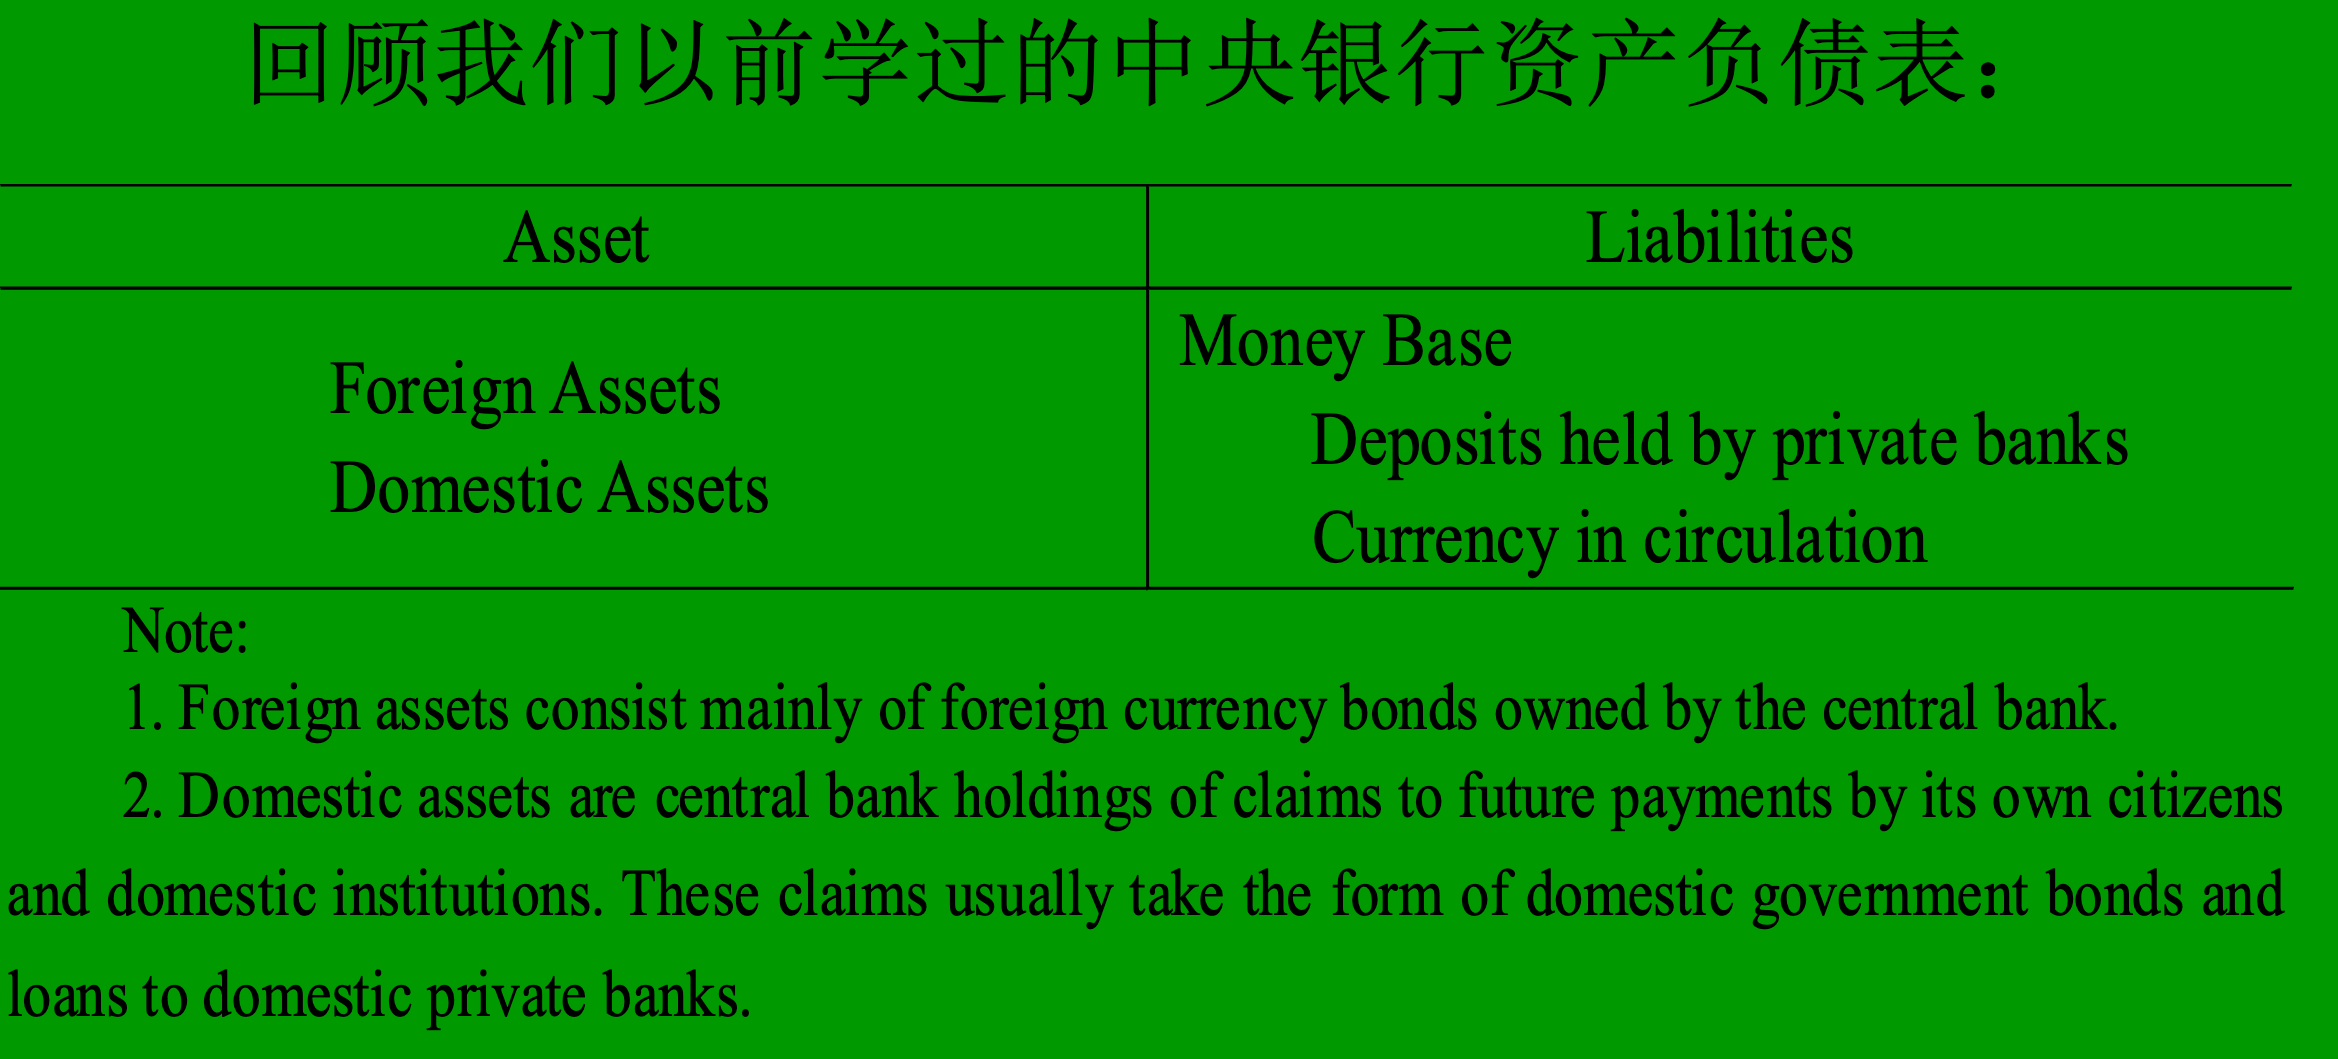 回顾我们以前学过的中央银行资产负债表：
Asset
Liabilities
Foreign Assets
Domestic Assets
Money Base
Deposits held by private banks
Currency in circulation
Note:
1. Foreign assets consist mainly of foreign currency bonds owned by the central bank.
2. Domestic assets are central bank holdings of claims to future payments by its own citizens
and domestic institutions. These claims usually take the form of domestic government bonds and
loans to domestic private banks.